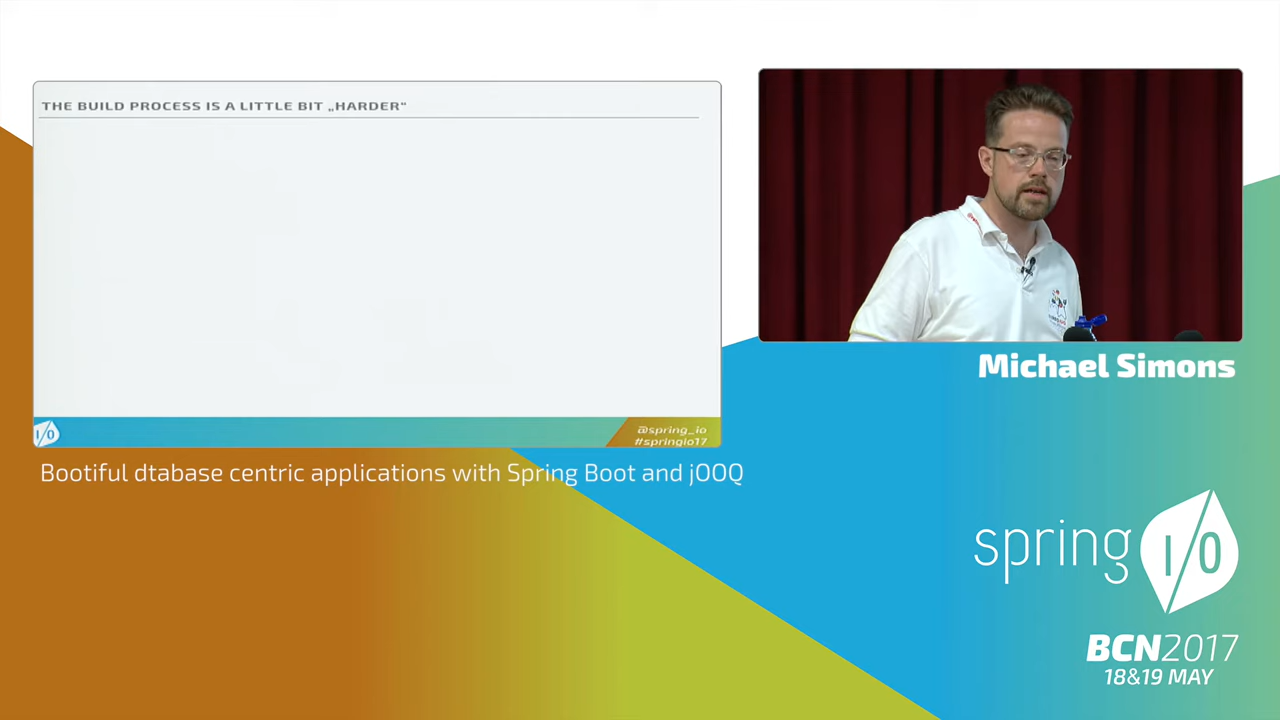 THE BUILD PROCESS IS A LITTLE BIT „HARDER“
I/O
@spring_io
#springio17
Michael Simons
Bootiful dtabase centric applications with Spring Boot and jOOQ
spring I/O
BCN2017
18&19 MAY